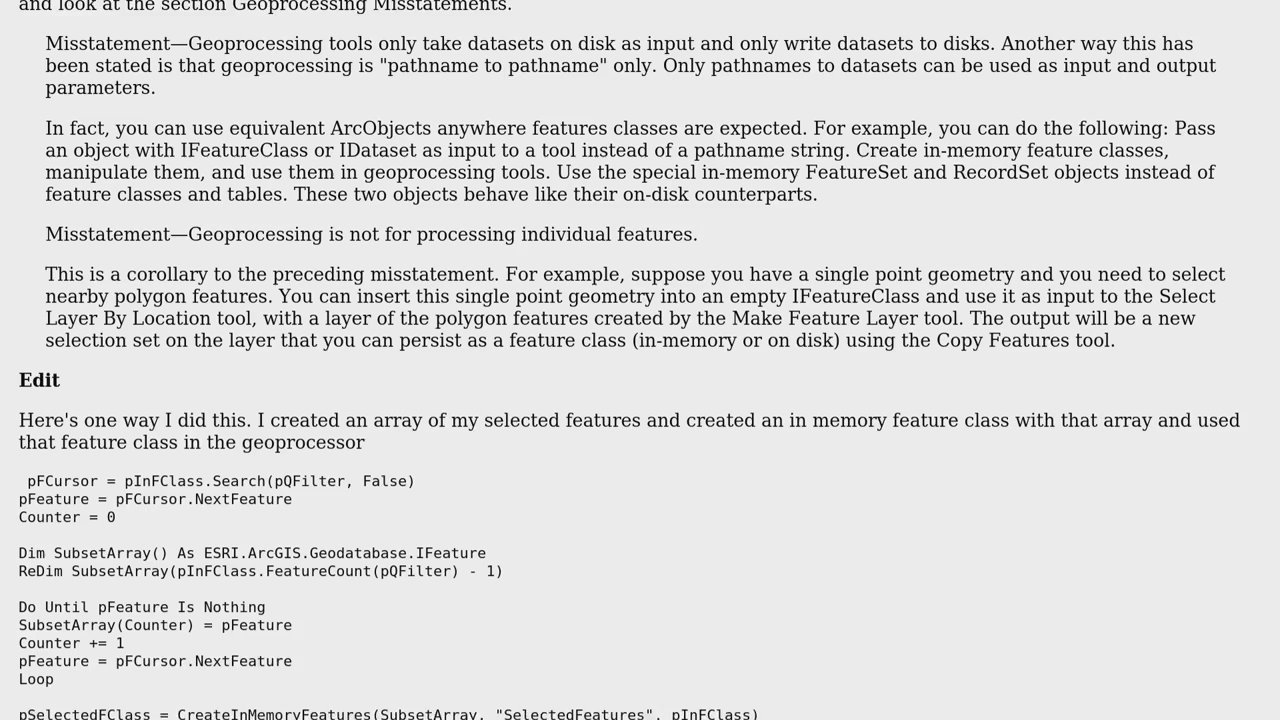 and look at the section Geoprocessing Misstatements.
Misstatement—Geoprocessing tools only take datasets on disk as input and only write datasets to disks. Another way this has
been stated is that geoprocessing is "pathname to pathname" only. Only pathnames to datasets can be used as input and output
parameters.
In fact, you can use equivalent ArcObjects anywhere features classes are expected. For example, you can do the following: Pass
an object with IFeatureClass or IDataset as input to a tool instead of a pathname string. Create in-memory feature classes,
manipulate them, and use them in geoprocessing tools. Use the special in-memory FeatureSet and RecordSet objects instead of
feature classes and tables. These two objects behave like their on-disk counterparts.
Misstatement—Geoprocessing is not for processing individual features.
This is a corollary to the preceding misstatement. For example, suppose you have a single point geometry and you need to select
nearby polygon features. You can insert this single point geometry into an empty IFeatureClass and use it as input to the Select
Layer By Location tool, with a layer of the polygon features created by the Make Feature Layer tool. The output will be a new
selection set on the layer that you can persist as a feature class (in-memory or on disk) using the Copy Features tool.
Edit
Here's one way I did this. I created an array of my selected features and created an in memory feature class with that array and used
that feature class in the geoprocessor
pFCursor = pInFClass.Search(pQFilter, False)
pFeature = pFCursor.NextFeature
Counter = 0
Dim SubsetArray() As ESRI.ArcGIS.Geodatabase.IFeature
ReDim SubsetArray(pInFClass.FeatureCount(pQFilter) - 1)
Do Until pFeature Is Nothing
SubsetArray(Counter) = pFeature
Counter += 1
pFeature = pFCursor.NextFeature
Loop
pSelectedFClass = CreateInMemoryFeatures(SubsetArray, "SelectedFeatures", pInFClass)